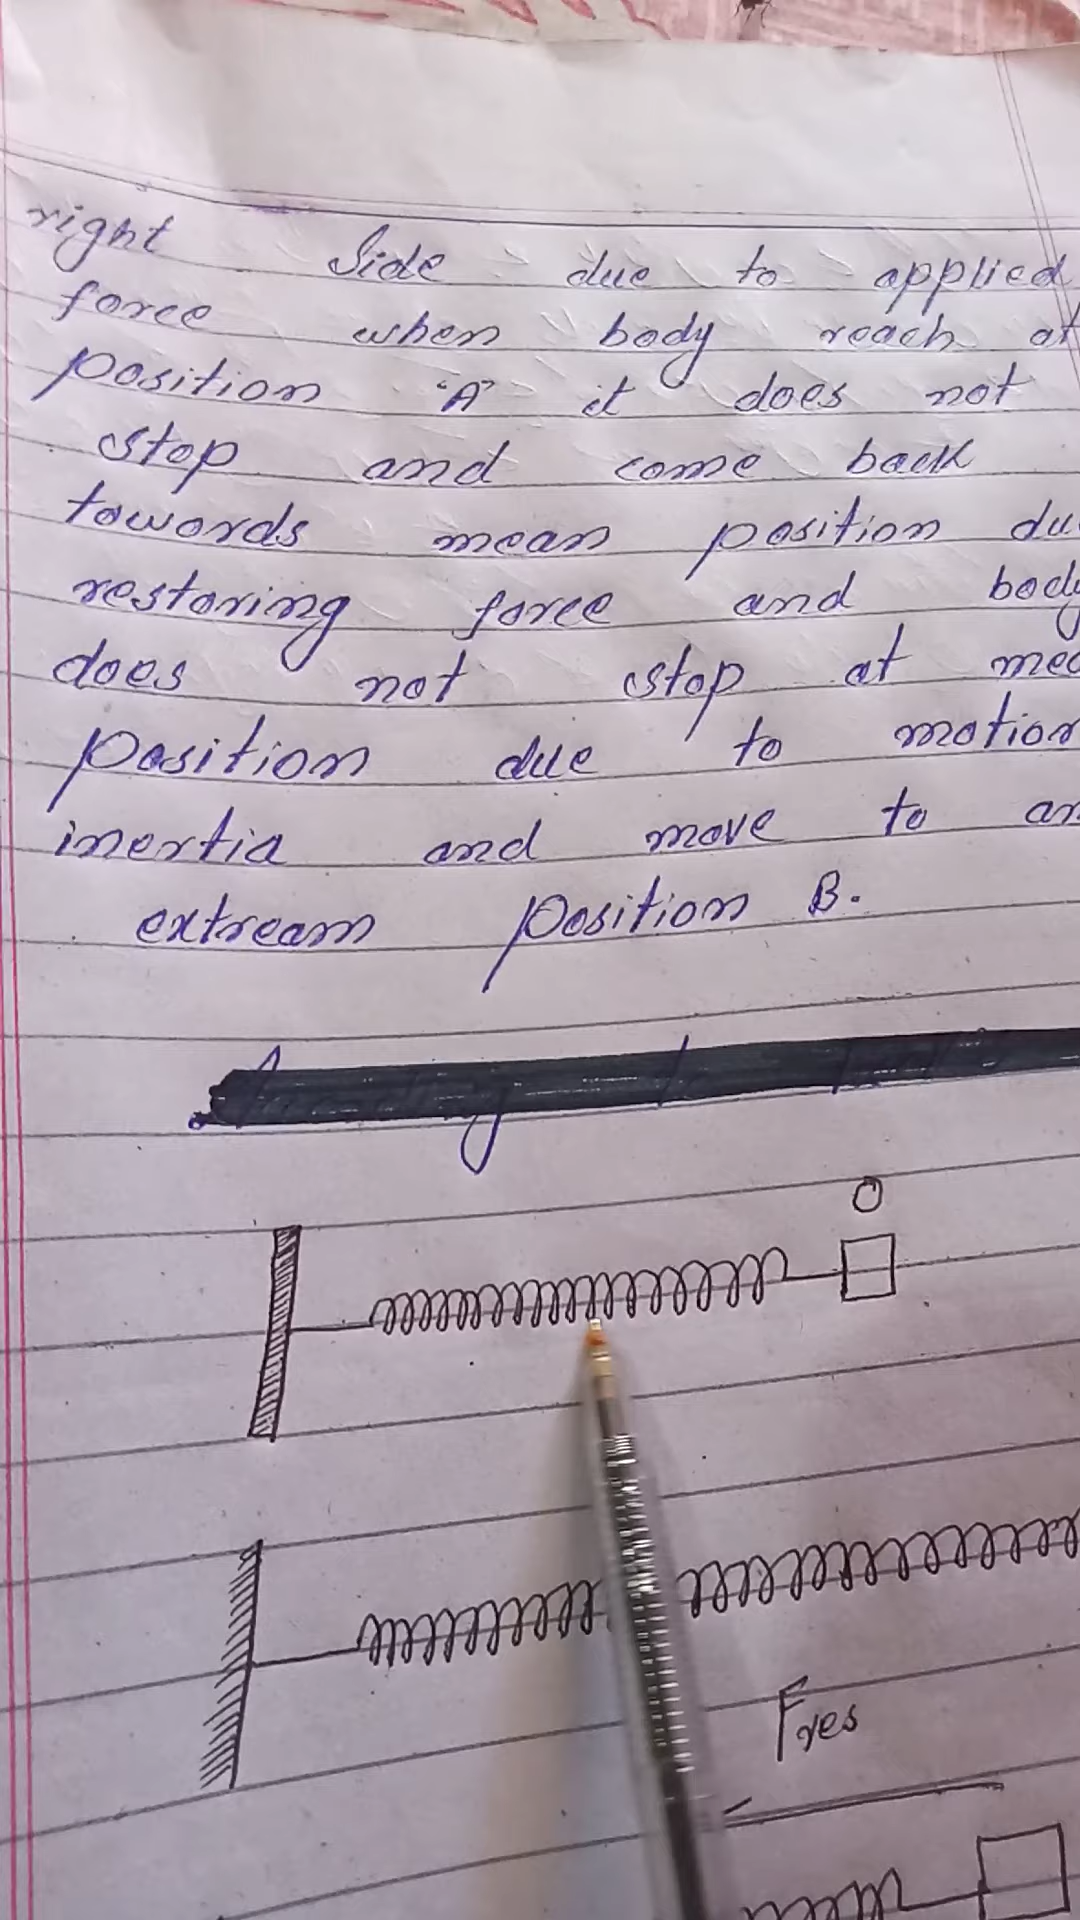 right side due to applied
force when body reach at
position "A" it does not
stop and come back
towords mean position du
restoring force and body
does not stop at mea
position due to motion
inertia and move to an
extream position B.
O
Fres